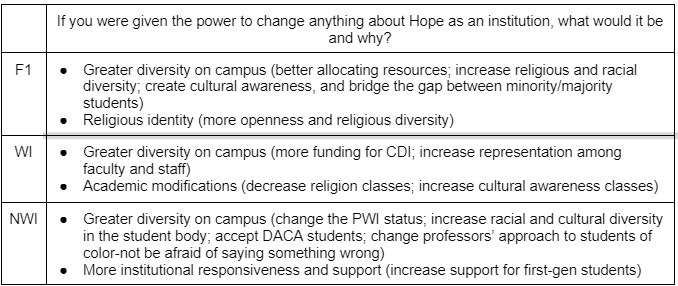 If you were given the power to change anything about Hope as an institution, what would it be
and why?
F1
● Greater diversity on campus (better allocating resources; increase religious and racial
diversity; create cultural awareness, and bridge the gap between minority/majority
students)
● Religious identity (more openness and religious diversity)
WI
● Greater diversity on campus (more funding for CDI; increase representation among
faculty and staff)
● Academic modifications (decrease religion classes; increase cultural awareness classes)
NWI
● Greater diversity on campus (change the PWI status; increase racial and cultural diversity
in the student body; accept DACA students; change professors’ approach to students of
color-not be afraid of saying something wrong)
● More institutional responsiveness and support (increase support for first-gen students)